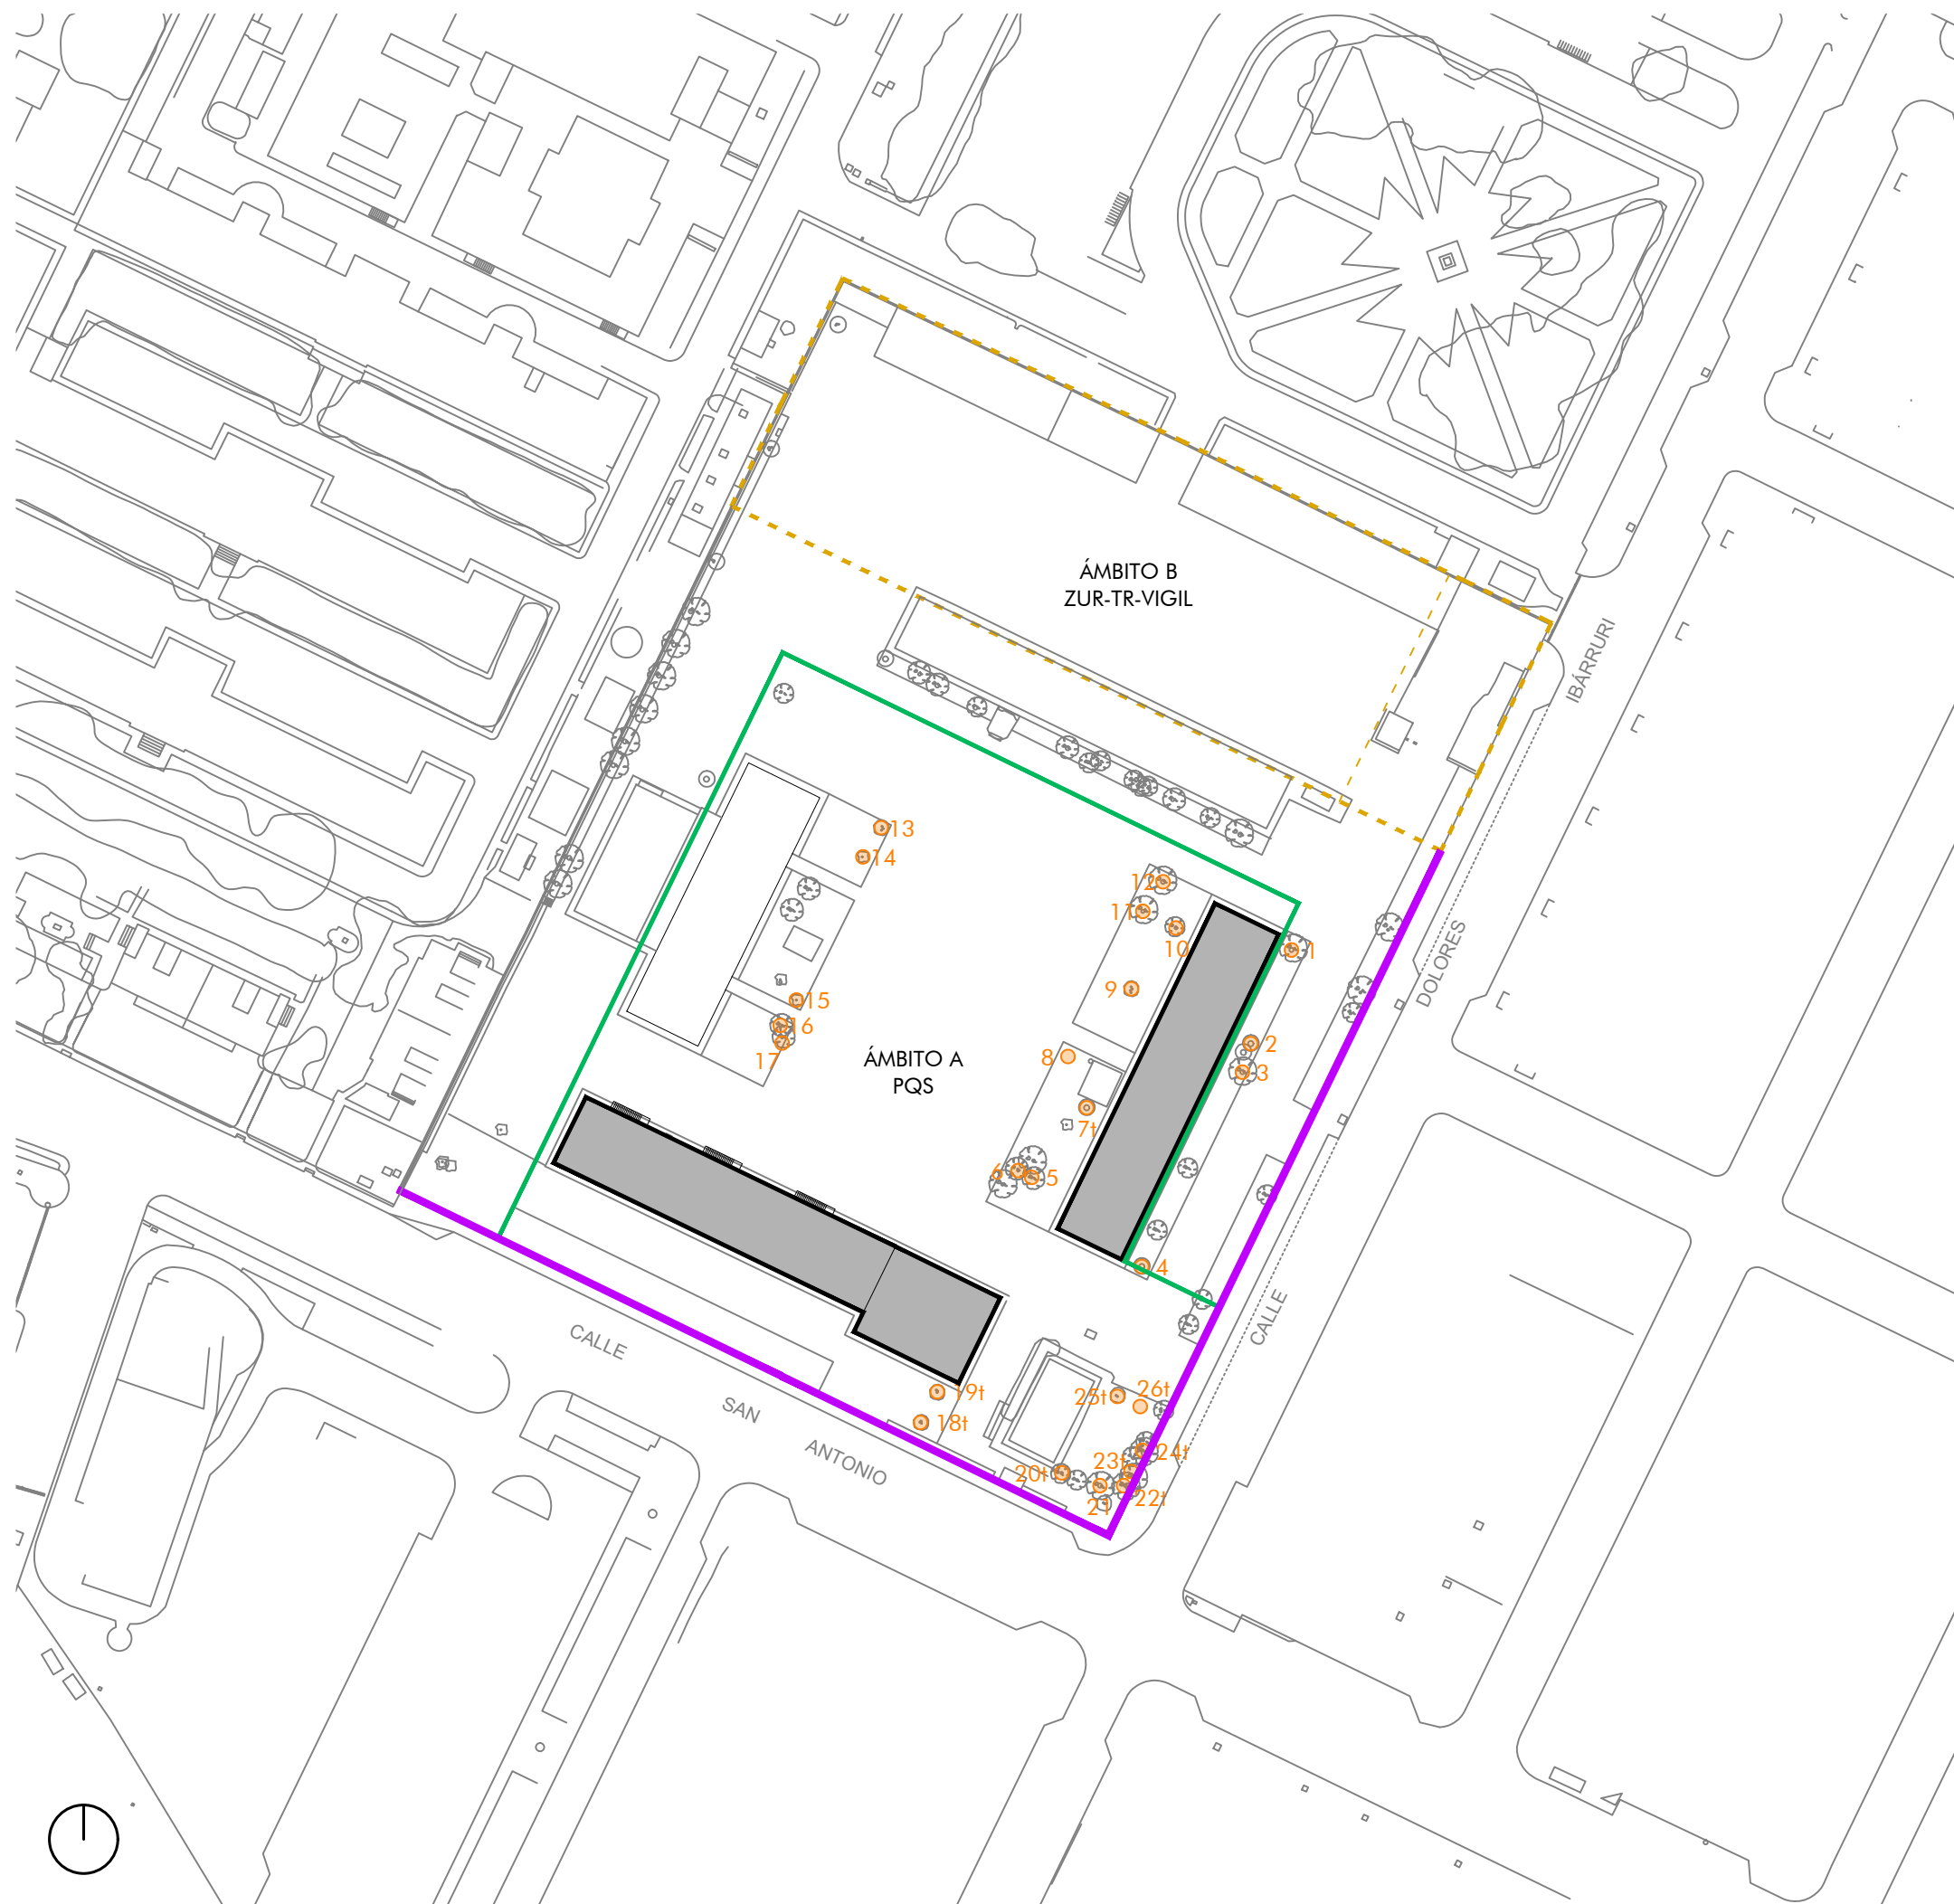 ÁMBITO B
ZUR-TR-VIGIL
IBÁRRURI
13
14
12
11
10
1
DOLORES
9
15
16
17
2
3
8
ÁMBITO A
PQS
7t
6
5
4
CALLE
CALLE
SAN
ANTONIO
19t
18t
25t
26t
24t
23t
20t
22t
21